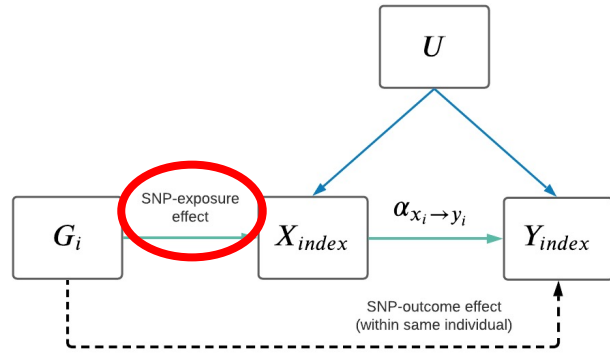 U
SNP-exposure
effect
G_i
X_index
α_{x_i→y_i}
Y_index
SNP-outcome effect
(within same individual)